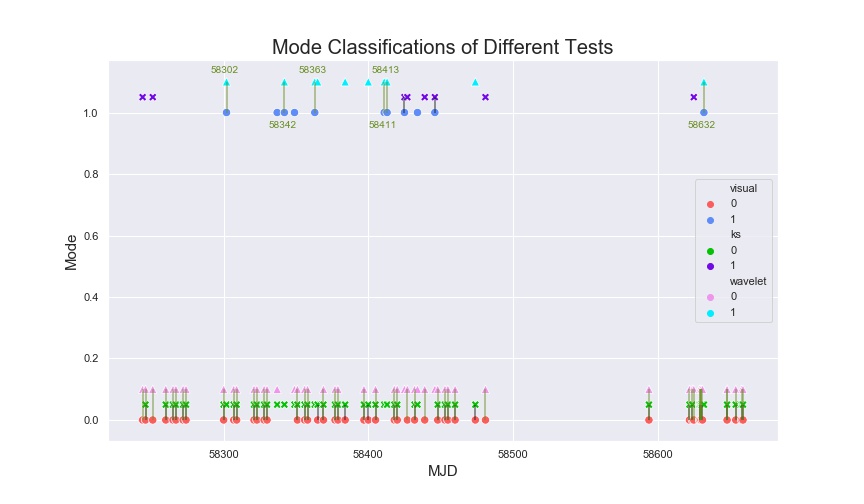 Mode Classifications of Different Tests
58302 58363 58413
1.0
58342 58411 58632
0.8
visual
0
1
ks
0
1
wavelet
0
1
0.6
0.4
0.2
0.0
Mode
58300 58400 58500 58600
MJD